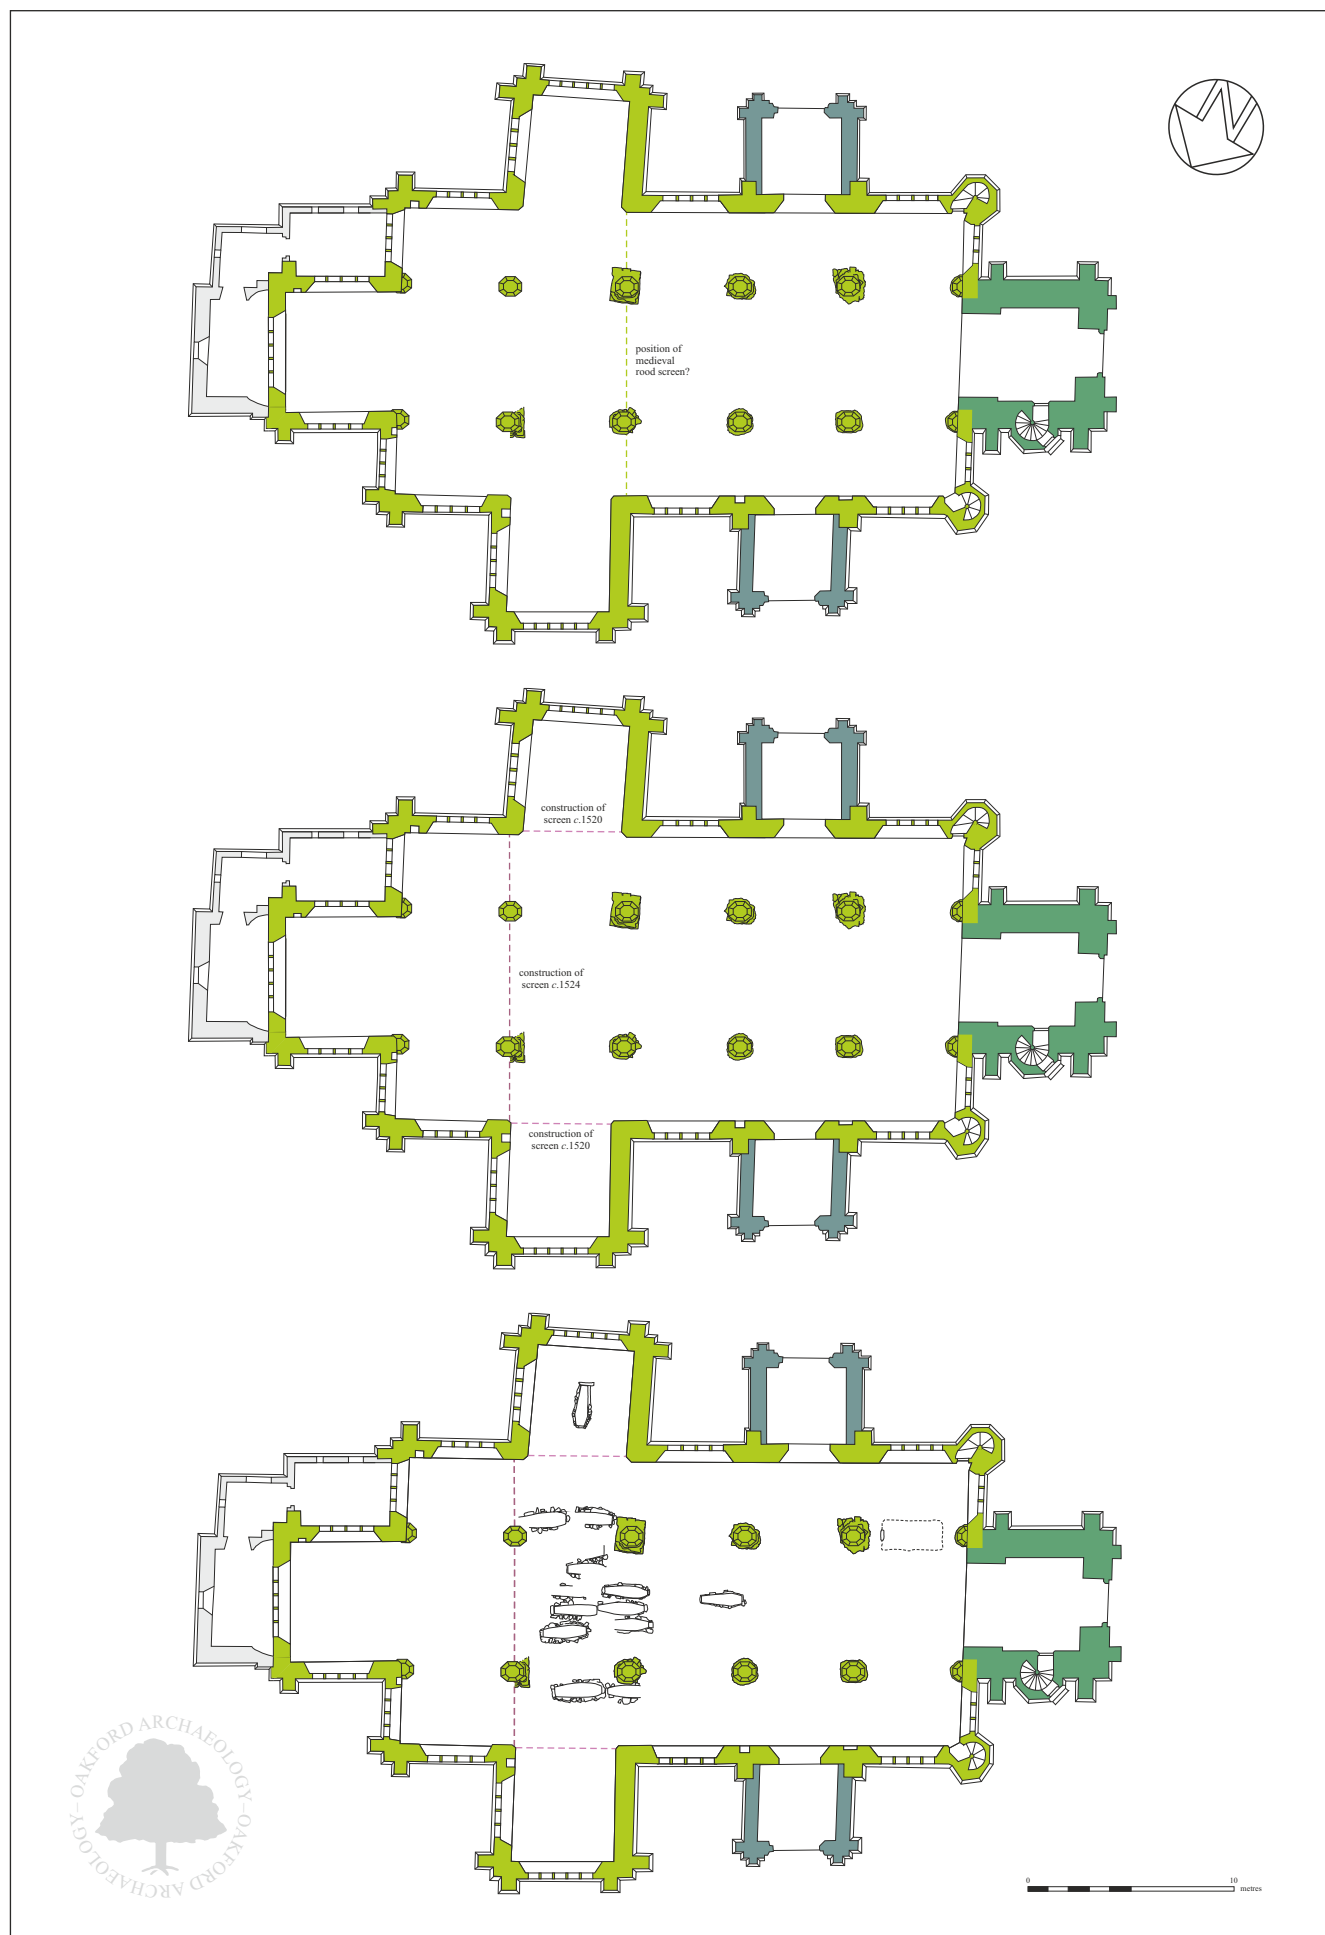 position of
medieval
rood screen?
construction of
screen c.1520
construction of
screen c.1524
construction of
screen c.1520
OAKFORD ARCHAEOLOGY – OAKFORD ARCHAEOLOGY –
0 10
metres